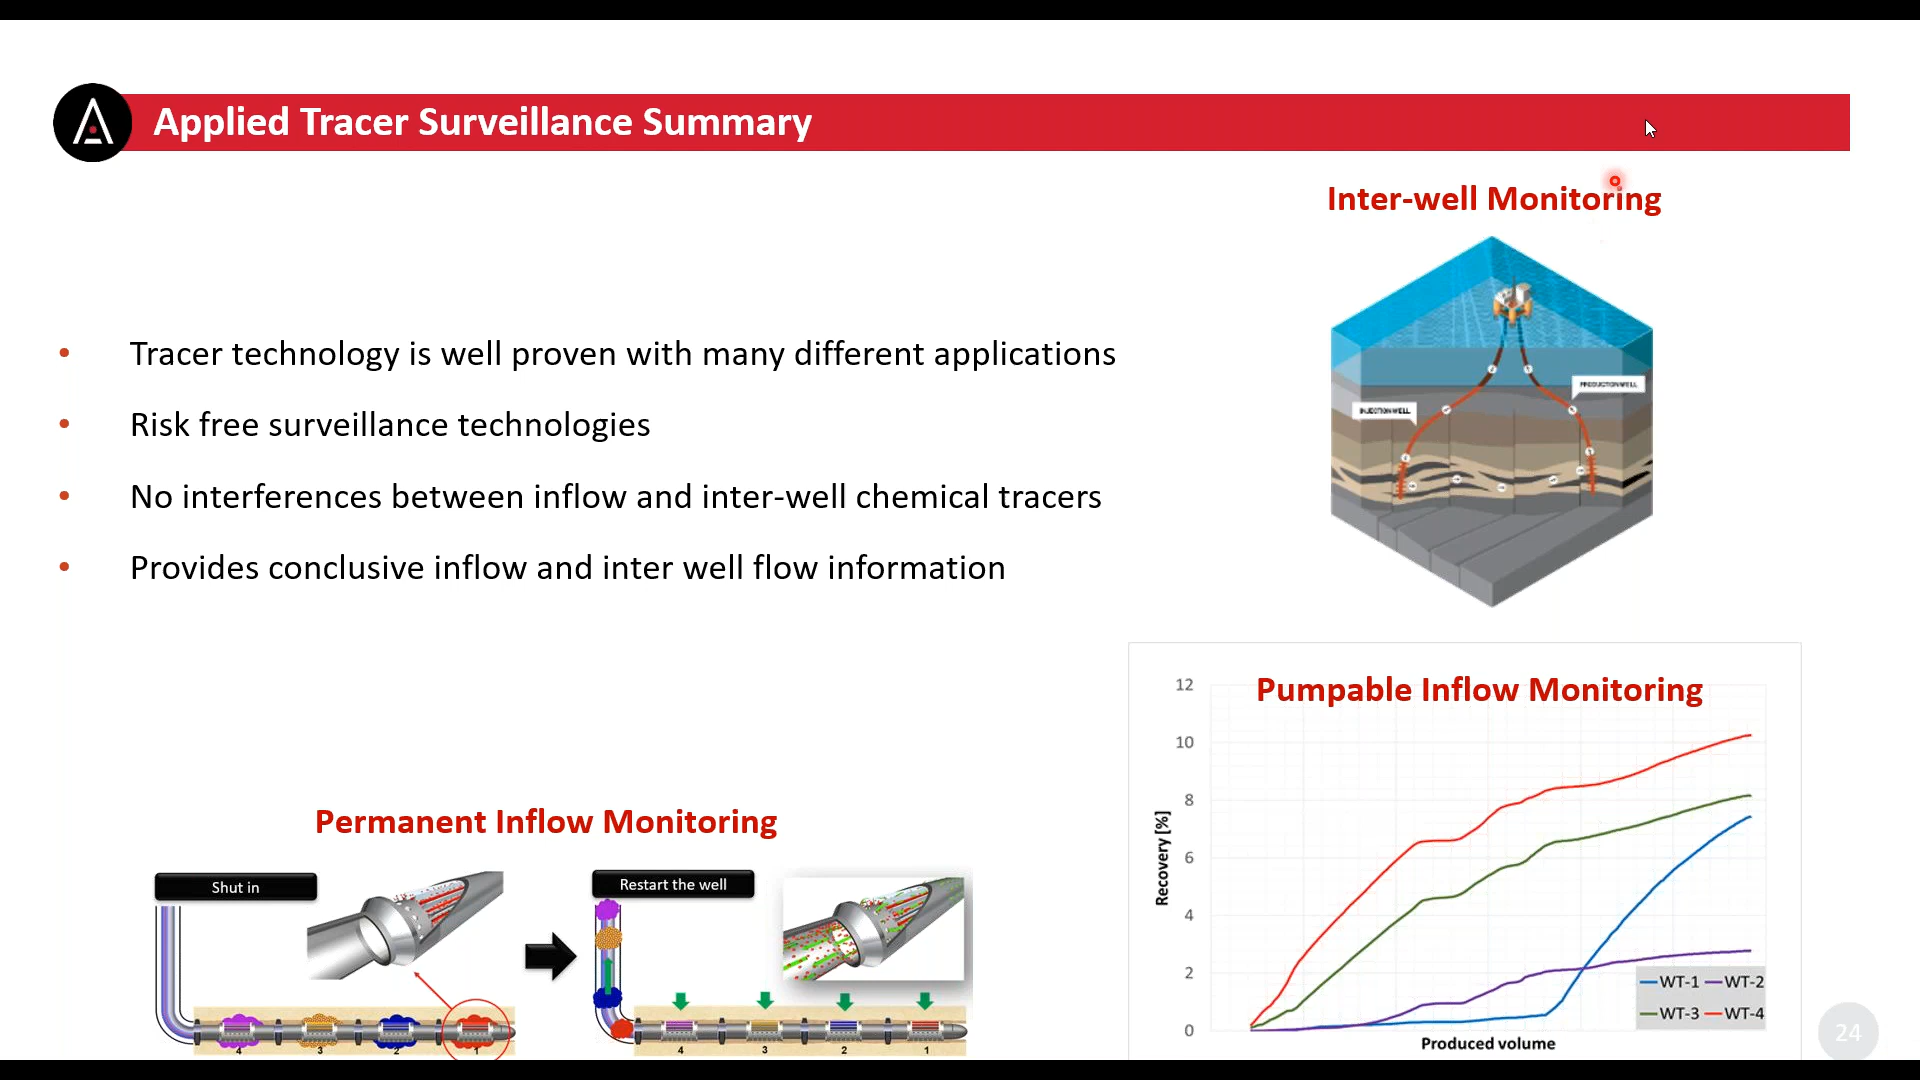 Applied Tracer Surveillance Summary
Inter-well Monitoring
PRODUCTION WELL
INJECTION WELL
• Tracer technology is well proven with many different applications
• Risk free surveillance technologies
• No interferences between inflow and inter-well chemical tracers
• Provides conclusive inflow and inter well flow information
Permanent Inflow Monitoring
Shut in
4 3 2 1
Restart the well
4 3 2 1
Pumpable Inflow Monitoring
12
10
8
6
4
2
0
Recovery [%]
Produced volume
WT-1 WT-2
WT-3 WT-4
24